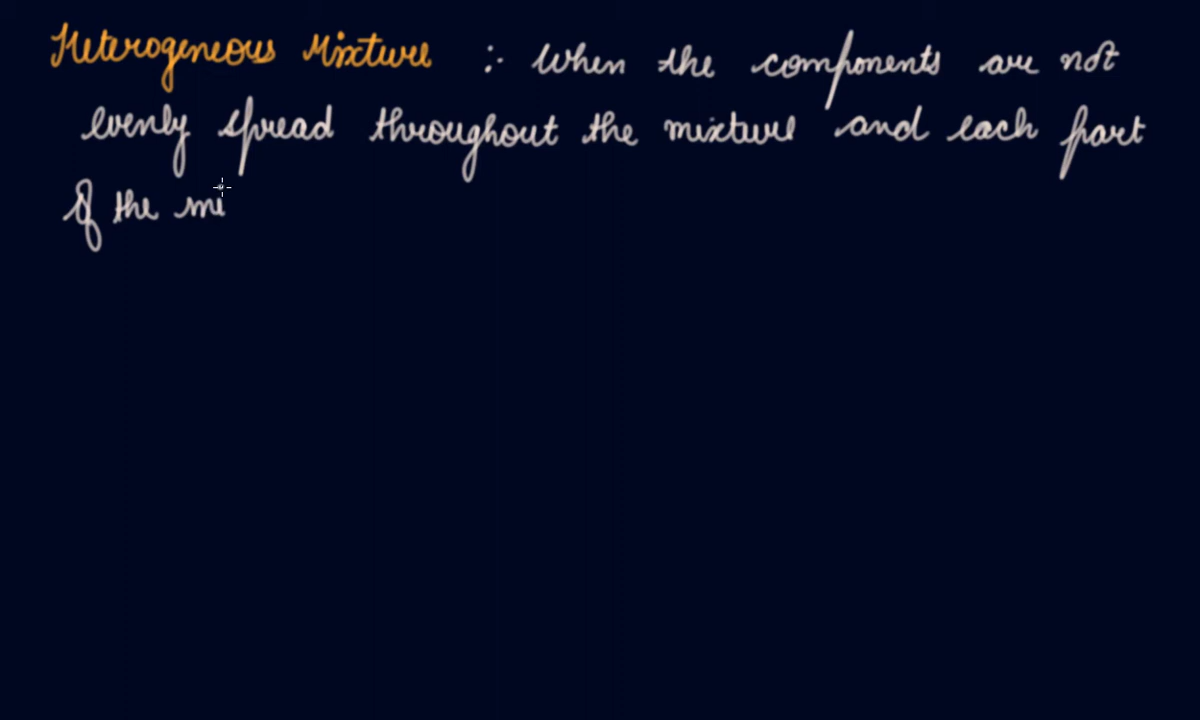 Heterogeneous Mixture :- When the components are not
evenly spread throughout the mixture and each part
of the mi